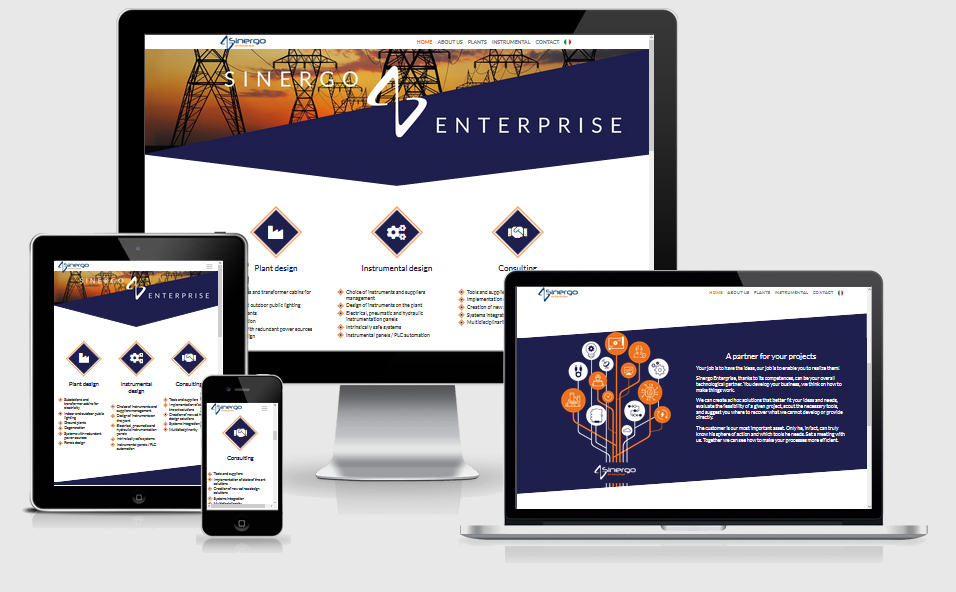 Sinergo
HOME ABOUT US PLANTS INSTRUMENTAL CONTACT
SINERGO
ENTERPRISE
Plant design
Instrumental design
Consulting
s and transformer cabins for
outdoor public lighting
with redundant power sources
Choice of instruments and suppliers
management
Design of instruments on the plant
Electrical, pneumatic and hydraulic
instrumentation panels
Intrinsically safe systems
Instrumental panels / PLC automation
Tools and supplie
Implementation
Creation of new
Systems Integration
Multidisciplinari
Sinergo
SINERGO
ENTERPRISE
Plant design
Instrumental
design
Consulting
Substations and
transformer cabins for
electricity
Indoor and outdoor public
lighting
Ground plants
Cogeneration
Systems with redundant
power sources
Panels design
Choice of instruments and
suppliers management
Design of instruments on
the plant
Electrical, pneumatic and
hydraulic instrumentation
panels
Intrinsically safe systems
Instrumental panels / PLC
automation
Tools and suppliers
Implementation of
the art solutions
Creation of new
design solutions
Systems Integration
Multidisciplinarity
Sinergo
Consulting
Tools and suppliers
Implementation of state of the art
solutions
Creation of new ad hoc design
solutions
Systems Integration
Multidisciplinarity
Sinergo
HOME ABOUT US PLANTS INSTRUMENTAL CONTACT
A partner for your projects
Your job is to have the ideas, our job is to enable you to realize them.
Sinergo Enterprise, thanks to its competences, can be your overall
technological partner. You develop your business, we think on how to
make things work.
We can create ad hoc solutions that better fit your ideas and needs,
evaluate the feasibility of a given project, scout the necessary tools,
and suggest you where to recover what we cannot develop or provide
directly.
The customer is our most important asset. Only he, in fact, can truly
know his sphere of action and which tools he needs. Set a meeting with
us. Together we can see how to make your processes more efficient.
Sinergo